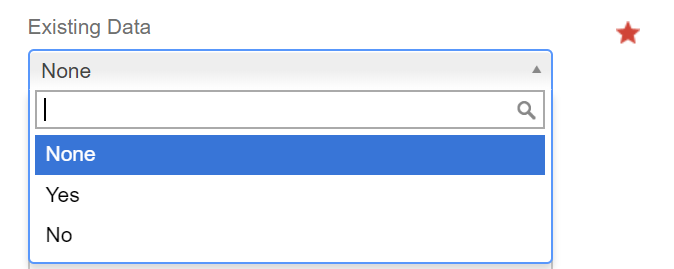 Existing Data
None
None
Yes
No